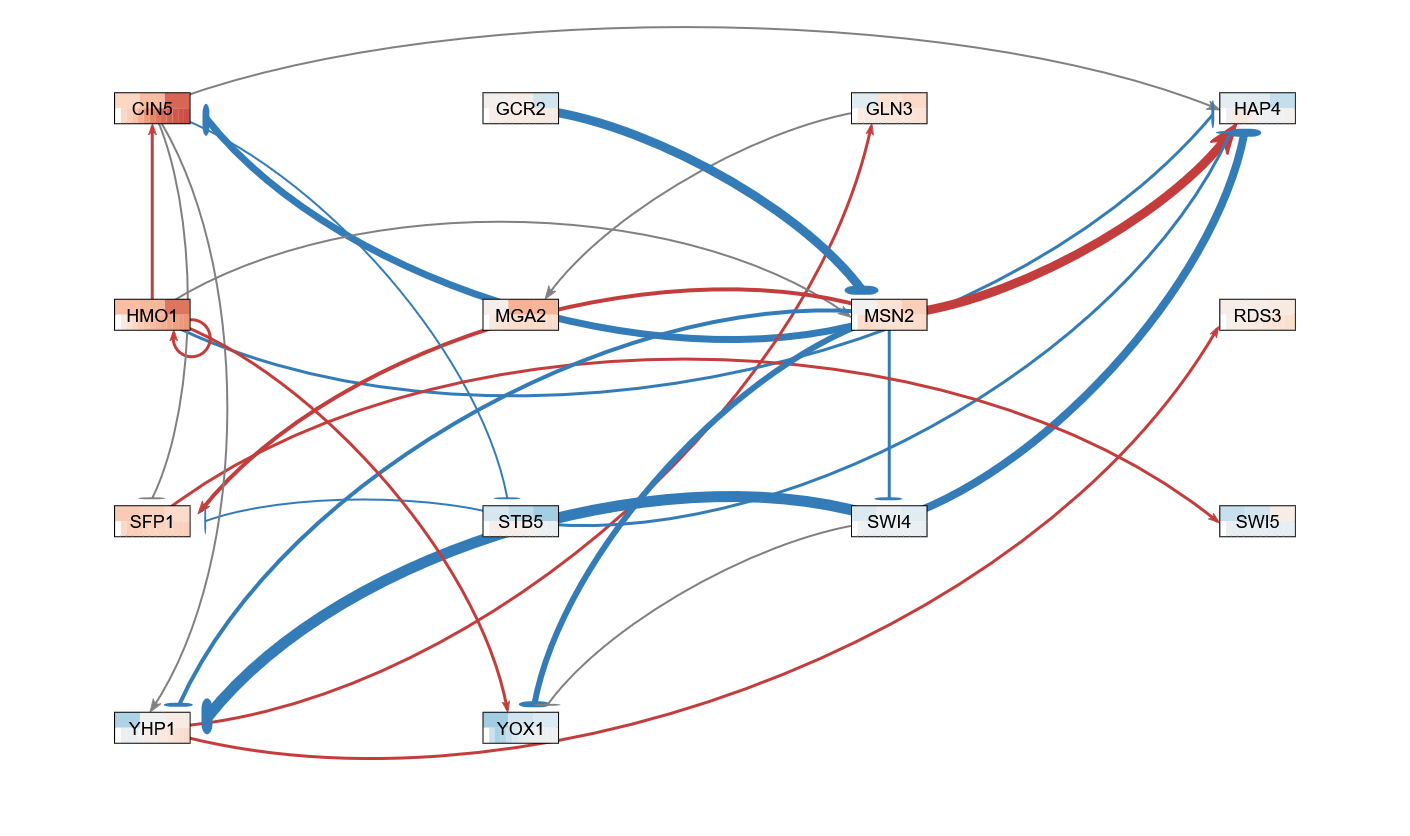 CIN5
GCR2
GLN3
HAP4
HMO1
MGA2
MSN2
RDS3
SFP1
STB5
SWI4
SWI5
YHP1
YOX1